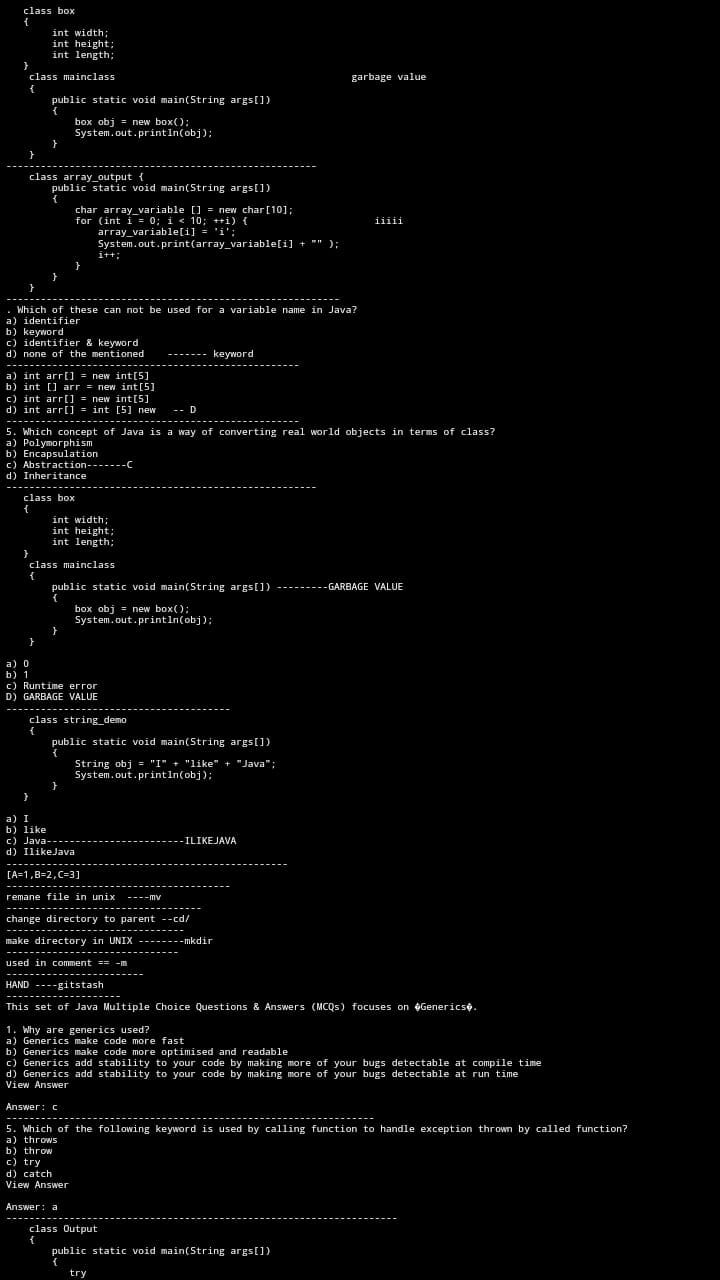 class box
{
int width;
int height;
int length;
}
class mainclass garbage value
{
public static void main(String args[])
{
box obj = new box();
System.out.println(obj);
}
}
------------------------------------------------------
class array_output {
public static void main(String args[])
{
char array_variable [] = new char[10];
for (int i = 0; i < 10; ++i) { iiiii
array_variable[i] = 'i';
System.out.print(array_variable[i] + "" );
i++;
}
}
}
----------------------------------------------------------
. Which of these can not be used for a variable name in Java?
a) identifier
b) keyword
c) identifier & keyword
d) none of the mentioned ------- keyword
---------------------------------------------------
a) int arr[] = new int[5]
b) int [] arr = new int[5]
c) int arr[] = new int[5]
d) int arr[] = int [5] new -- D
---------------------------------------------------
5. Which concept of Java is a way of converting real world objects in terms of class?
a) Polymorphism
b) Encapsulation
c) Abstraction-------C
d) Inheritance
------------------------------------------------------
class box
{
int width;
int height;
int length;
}
class mainclass
{
public static void main(String args[]) ---------GARBAGE VALUE
{
box obj = new box();
System.out.println(obj);
}
}
a) 0
b) 1
c) Runtime error
D) GARBAGE VALUE
---------------------------------------
class string_demo
{
public static void main(String args[])
{
String obj = "I" + "like" + "Java";
System.out.println(obj);
}
}
a) I
b) like
c) Java------------------------ILIKEJAVA
d) IlikeJava
-------------------------------------------------
[A=1,B=2,C=3]
---------------------------------------
remane file in unix ----mv
----------------------------------
change directory to parent --cd/
-------------------------------
make directory in UNIX --------mkdir
------------------------------
used in comment == -m
------------------------
HAND ----gitstash
--------------------
This set of Java Multiple Choice Questions & Answers (MCQs) focuses on �Generics�.
1. Why are generics used?
a) Generics make code more fast
b) Generics make code more optimised and readable
c) Generics add stability to your code by making more of your bugs detectable at compile time
d) Generics add stability to your code by making more of your bugs detectable at run time
View Answer
Answer: c
----------------------------------------------------------------
5. Which of the following keyword is used by calling function to handle exception thrown by called function?
a) throws
b) throw
c) try
d) catch
View Answer
Answer: a
--------------------------------------------------------------------
class Output
{
public static void main(String args[])
{
try